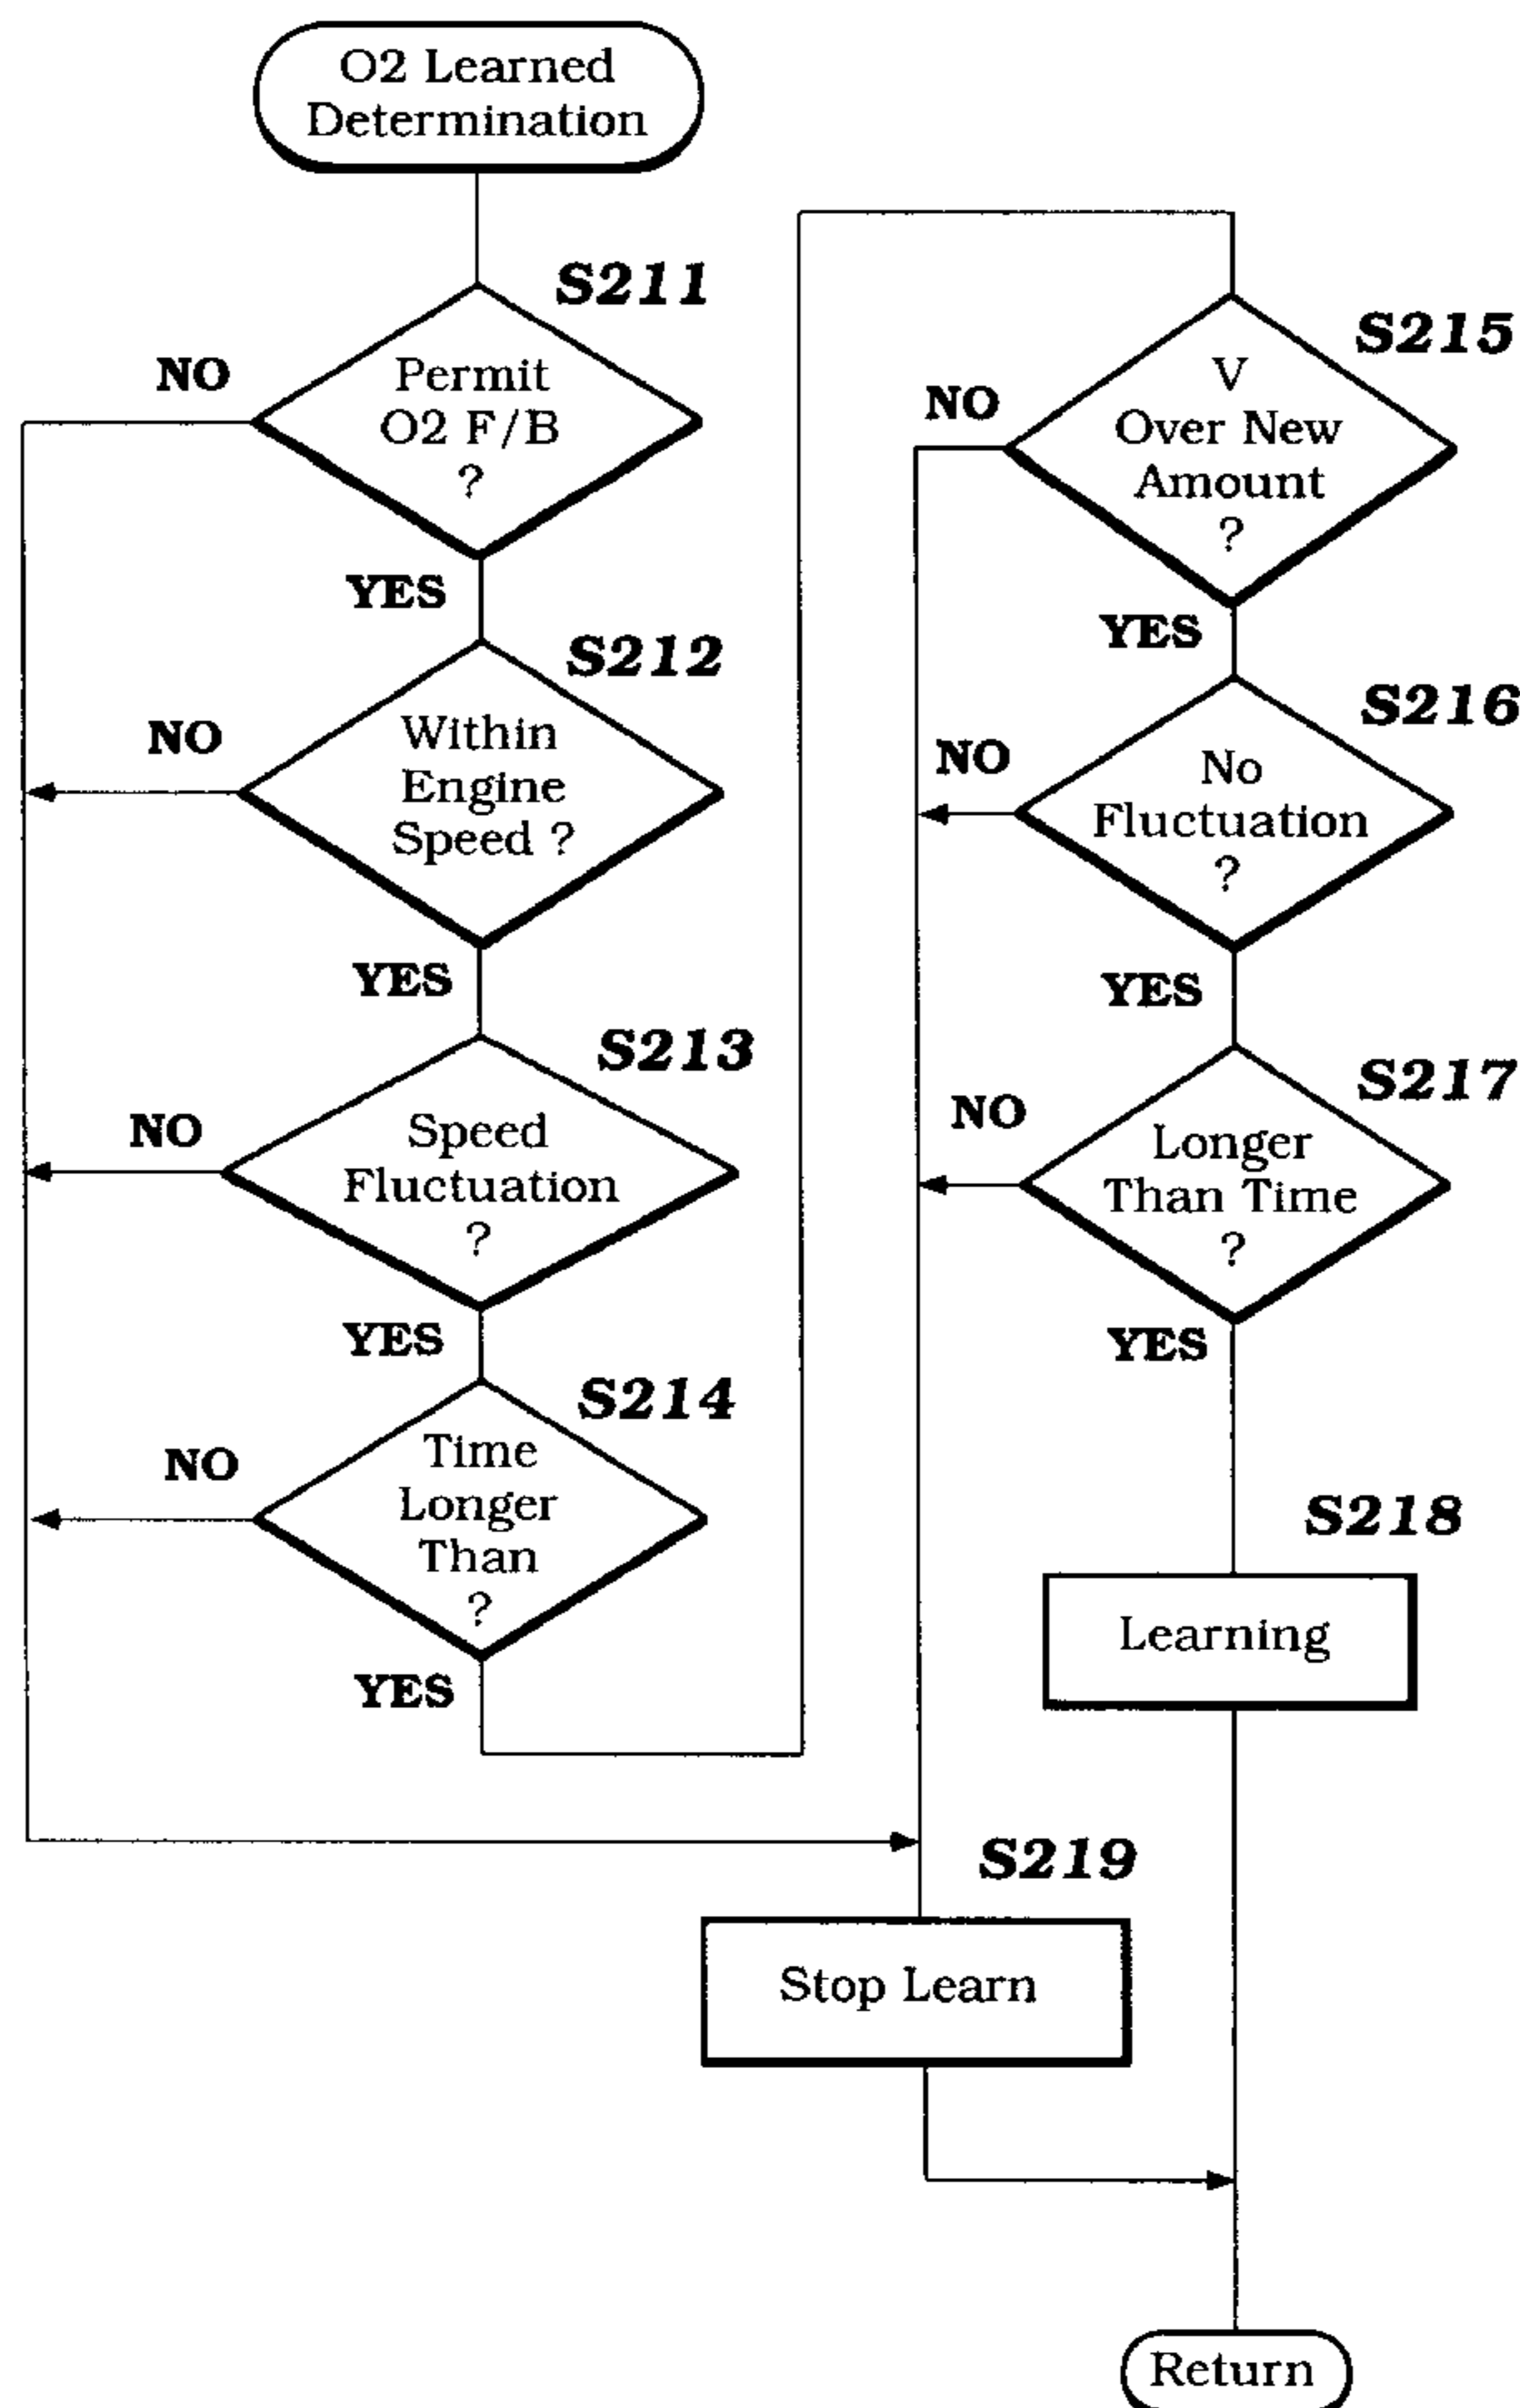 O2 Learned
Determination
S211
NO
Permit
O2 F/B
?
YES
S212
NO
Within
Engine
Speed ?
YES
S213
NO
Speed
Fluctuation
?
YES
S214
NO
Time
Longer
Than
?
YES
S215
NO
V
Over New
Amount
?
YES
S216
NO
No
Fluctuation
?
YES
S217
NO
Longer
Than Time
?
YES
S218
Learning
S219
Stop Learn
Return